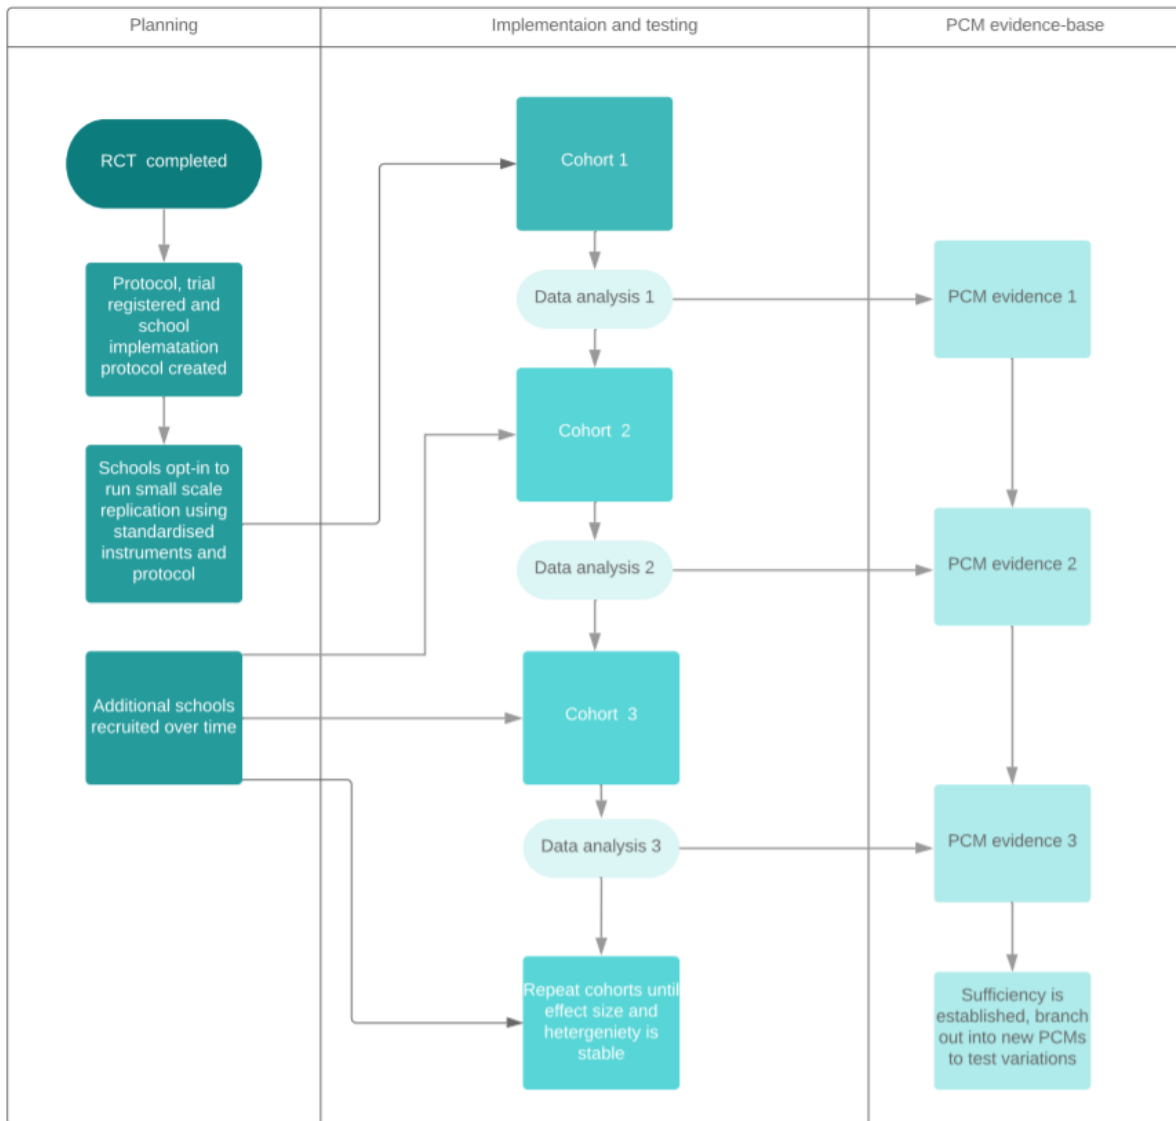 Planning
Implementaion and testing
PCM evidence-base
RCT completed
Protocol, trial
registered and
school
implematation
protocol created
Schools opt-in to
run small scale
replication using
standardised
instruments and
protocol
Additional schools
recruited over time
Cohort 1
Data analysis 1
Cohort 2
Data analysis 2
Cohort 3
Data analysis 3
Repeat cohorts until
effect size and
hetergeniety is
stable
PCM evidence 1
PCM evidence 2
PCM evidence 3
Sufficiency is
established, branch
out into new PCMs
to test variations